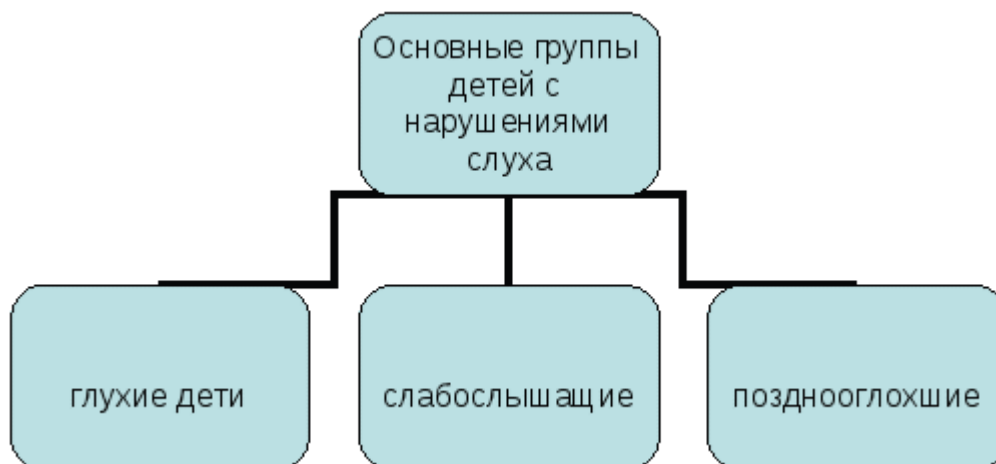 Основные группы
детей с
нарушениями
слуха
глухие дети
слабослышащие
позднооглохшие